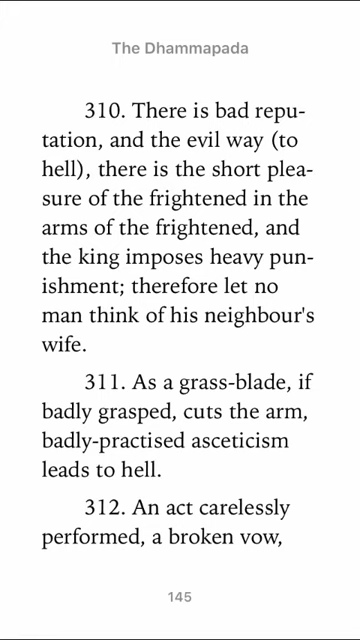 The Dhammapada
310. There is bad repu-
tation, and the evil way (to
hell), there is the short plea-
sure of the frightened in the
arms of the frightened, and
the king imposes heavy pun-
ishment; therefore let no
man think of his neighbour's
wife.
311. As a grass-blade, if
badly grasped, cuts the arm,
badly-practised asceticism
leads to hell.
312. An act carelessly
performed, a broken vow,
145